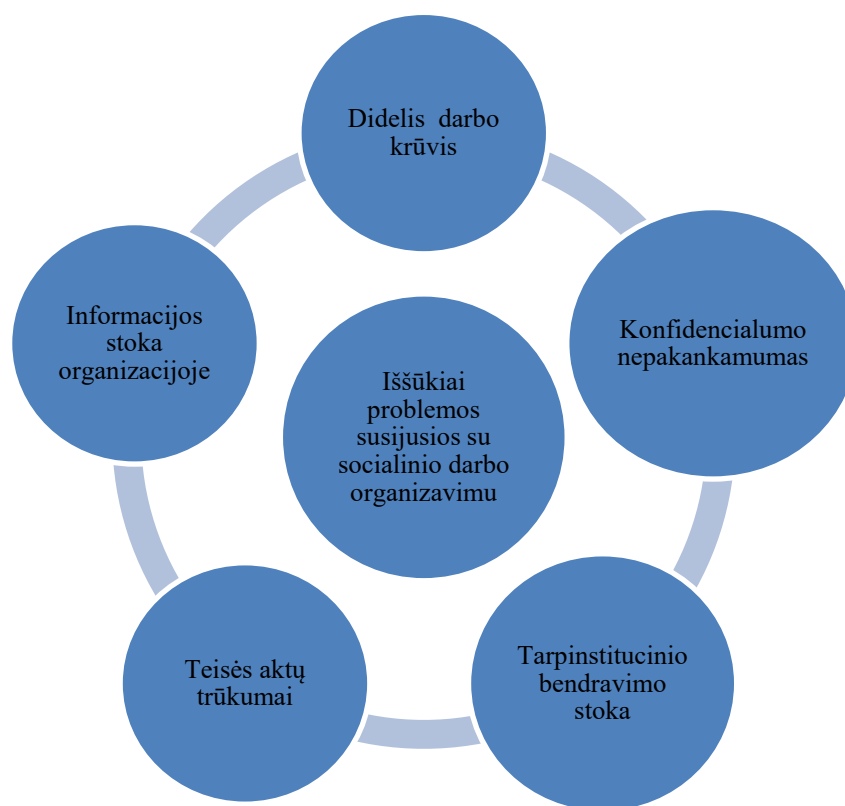 Didelis darbo
krūvis
Konfidencialumo
nepakankamumas
Tarpinstitucinio
bendravimo
stoka
Teisės aktų
trūkumai
Informacijos
stoka
organizacijoje
Iššūkiai
problemos
susijusios su
socialinio darbo
organizavimu